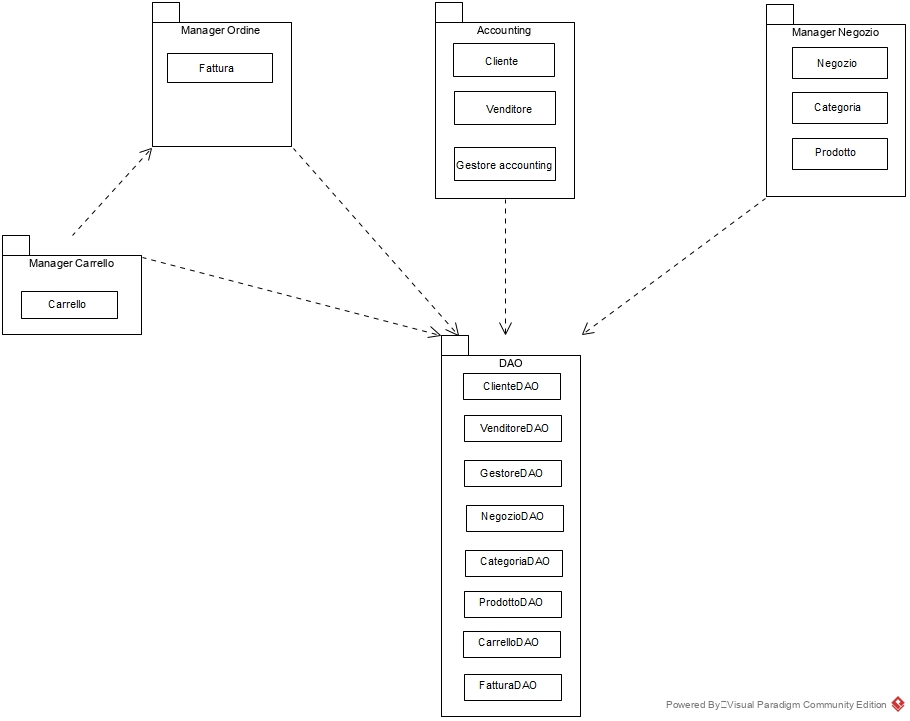 Manager Ordine
Fattura
Accounting
Cliente
Venditore
Gestore accounting
Manager Negozio
Negozio
Categoria
Prodotto
Manager Carrello
Carrello
DAO
ClienteDAO
VenditoreDAO
GestoreDAO
NegozioDAO
CategoriaDAO
ProdottoDAO
CarrelloDAO
FatturaDAO
Powered By Visual Paradigm Community Edition